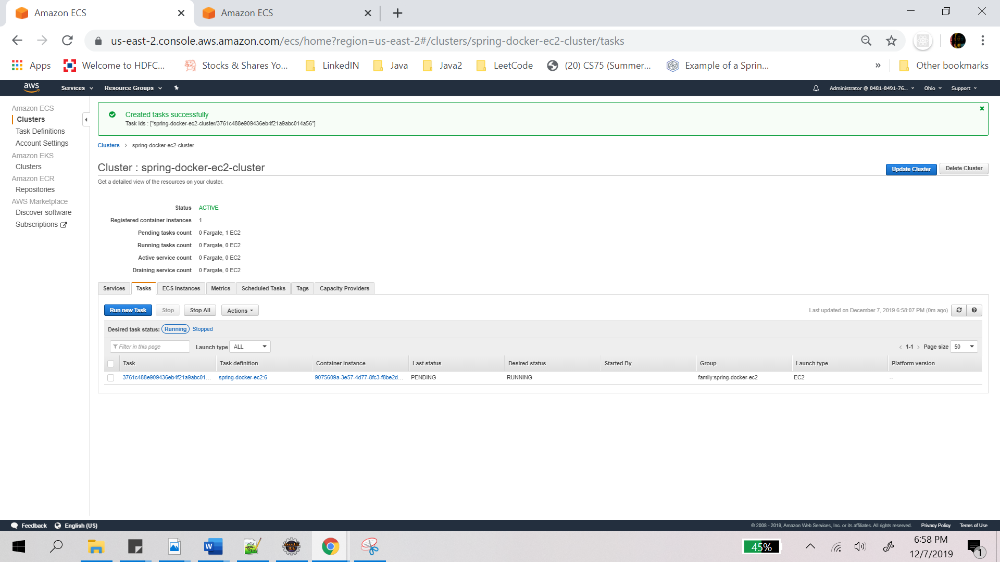 Amazon ECS
Amazon ECS
us-east-2.console.aws.amazon.com/ecs/home?region=us-east-2#/clusters/spring-docker-ec2-cluster/tasks
Apps
Welcome to HDFC...
Stocks & Shares Yo...
LinkedIN
Java
Java2
LeetCode
(20) CS75 (Summer...
Example of a Sprin...
»
Other bookmarks
aws
Services
Resource Groups
Administrator @ 0481-8491-76...
Ohio
Support
Amazon ECS
Clusters
Task Definitions
Account Settings
Amazon EKS
Clusters
Amazon ECR
Repositories
AWS Marketplace
Discover software
Subscriptions
Created tasks successfully
Task Ids : ["spring-docker-ec2-cluster/3761c488e909436eb4f21a9abc014a56"]
Clusters > spring-docker-ec2-cluster
Cluster : spring-docker-ec2-cluster
Update Cluster
Delete Cluster
Get a detailed view of the resources on your cluster.
Status ACTIVE
Registered container instances 1
Pending tasks count 0 Fargate, 1 EC2
Running tasks count 0 Fargate, 0 EC2
Active service count 0 Fargate, 0 EC2
Draining service count 0 Fargate, 0 EC2
Services Tasks ECS Instances Metrics Scheduled Tasks Tags Capacity Providers
Run new Task Stop Stop All Actions
Last updated on December 7, 2019 6:58:07 PM (0m ago)
Desired task status: Running Stopped
Filter in this page Launch type ALL
< 1-1 > Page size 50
Task Task definition Container instance Last status Desired status Started By Group Launch type Platform version
3761c488e909436eb4f21a9abc01... spring-docker-ec2:6 9075609a-3e57-4d77-8fc3-f8be2d... PENDING RUNNING family:spring-docker-ec2 EC2 --
Feedback English (US)
© 2008 - 2019, Amazon Web Services, Inc. or its affiliates. All rights reserved. Privacy Policy Terms of Use
W
Java EE
IDE
45%
6:58 PM
12/7/2019
1